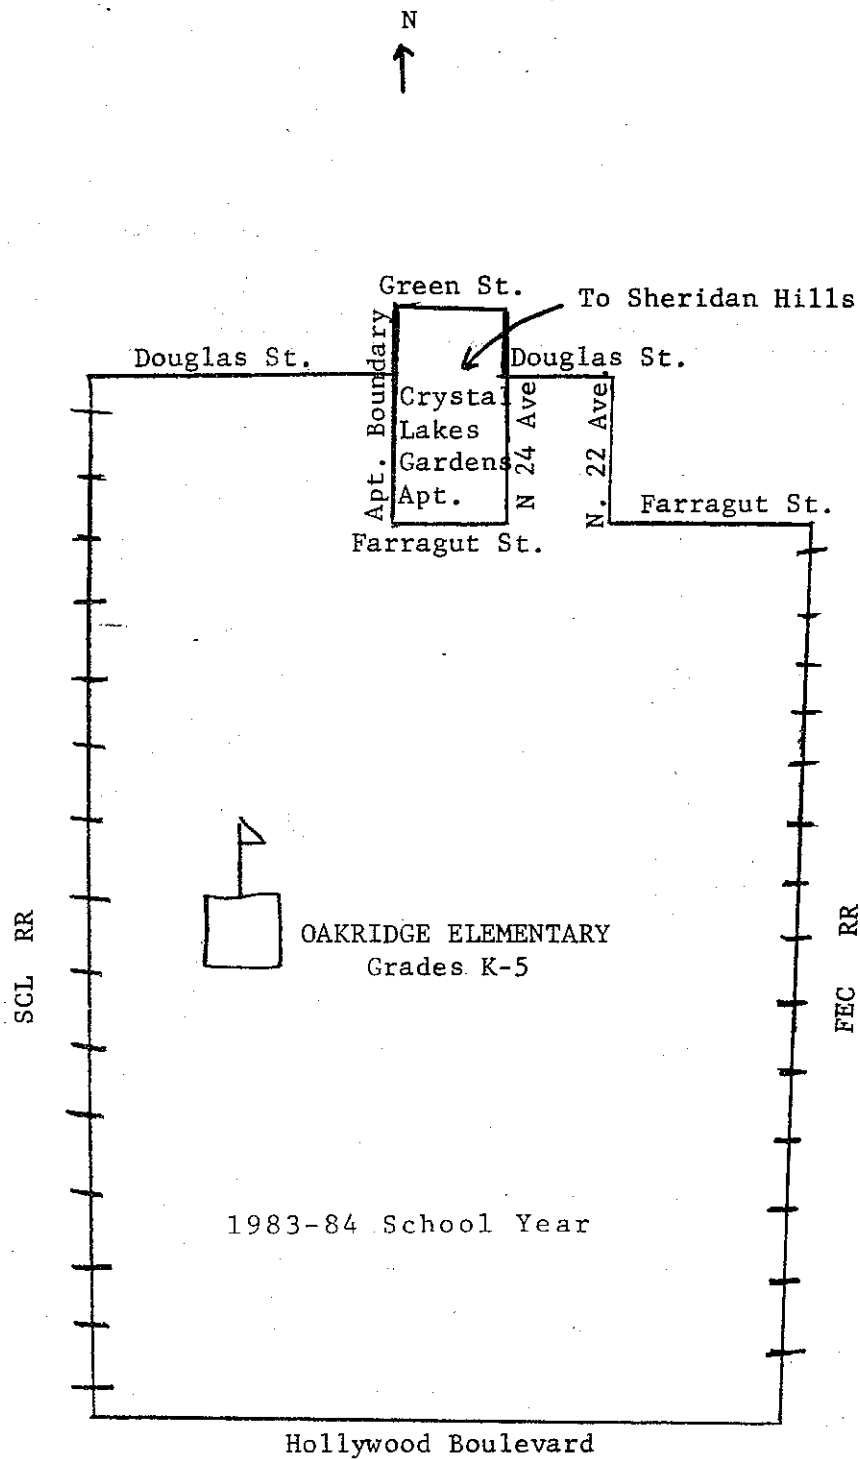 N
Green St.
To Sheridan Hills
Douglas St.
Douglas St.
Apt. Boundary
Crystal
Lakes
Gardens
Apt.
N 24 Ave
N. 22 Ave.
Farragut St.
Farragut St.
OAKRIDGE ELEMENTARY
Grades K-5
SCL RR
FEC RR
1983-84 School Year
Hollywood Boulevard